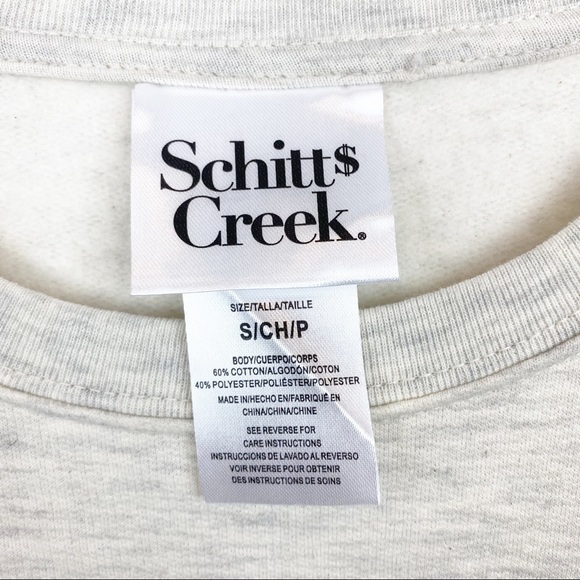 Schitt$
Creek.®
SIZE/TALLA/TAILLE
S/CH/P
BODY/CUERPO/CORPS
60% COTTON/ALGODÓN/COTON
40% POLYESTER/POLIÉSTER/POLYESTER
MADE IN/HECHO EN/FABRIQUÉ EN
CHINA/CHINA/CHINE
SEE REVERSE FOR
CARE INSTRUCTIONS
INSTRUCCIONS DE LAVADO AL REVERSO
VOIR INVERSE POUR OBTENIR
DES INSTRUCTIONS DE SOINS